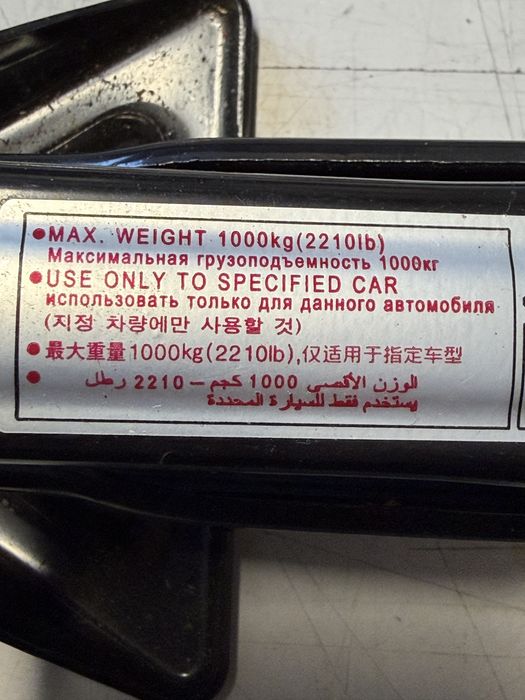 ●MAX. WEIGHT 1000kg(2210lb)
Максимальная грузоподъемность 1000кг
●USE ONLY TO SPECIFIED CAR
использовать только для данного автомобиля
(지정 차량에만 사용할 것)
●最大重量1000kg(2210lb),仅适用于指定车型
● الوزن الأقصى 1000 كجم – 2210 رطل
يستخدم فقط للسيارة المحددة